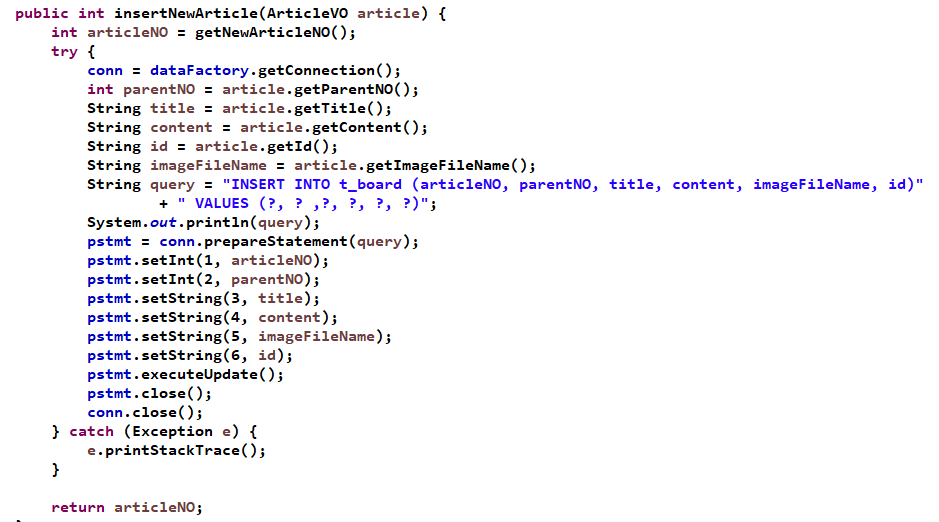 public int insertNewArticle(ArticleVO article) {
    int articleNO = getNewArticleNO();
    try {
        conn = dataFactory.getConnection();
        int parentNO = article.getParentNO();
        String title = article.getTitle();
        String content = article.getContent();
        String id = article.getId();
        String imageFileName = article.getImageFileName();
        String query = "INSERT INTO t_board (articleNO, parentNO, title, content, imageFileName, id)"
                + " VALUES (?, ? ,?, ?, ?, ?)";
        System.out.println(query);
        pstmt = conn.prepareStatement(query);
        pstmt.setInt(1, articleNO);
        pstmt.setInt(2, parentNO);
        pstmt.setString(3, title);
        pstmt.setString(4, content);
        pstmt.setString(5, imageFileName);
        pstmt.setString(6, id);
        pstmt.executeUpdate();
        pstmt.close();
        conn.close();
    } catch (Exception e) {
        e.printStackTrace();
    }

    return articleNO;